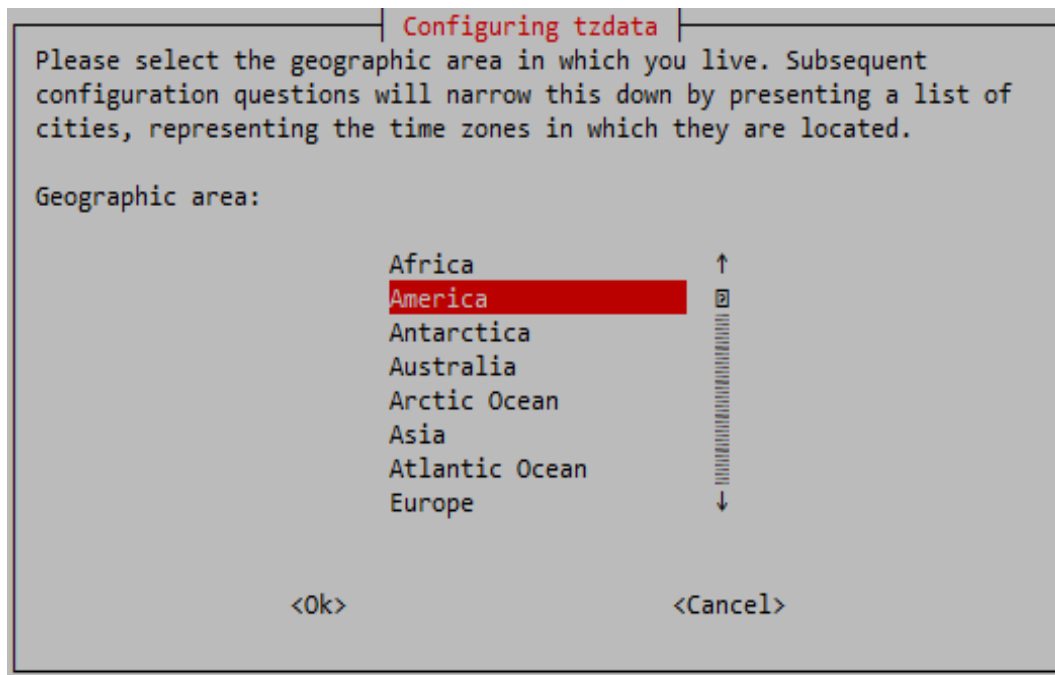 Configuring tzdata
Please select the geographic area in which you live. Subsequent
configuration questions will narrow this down by presenting a list of
cities, representing the time zones in which they are located.
Geographic area:
Africa
America
Antarctica
Australia
Arctic Ocean
Asia
Atlantic Ocean
Europe
<Ok> <Cancel>